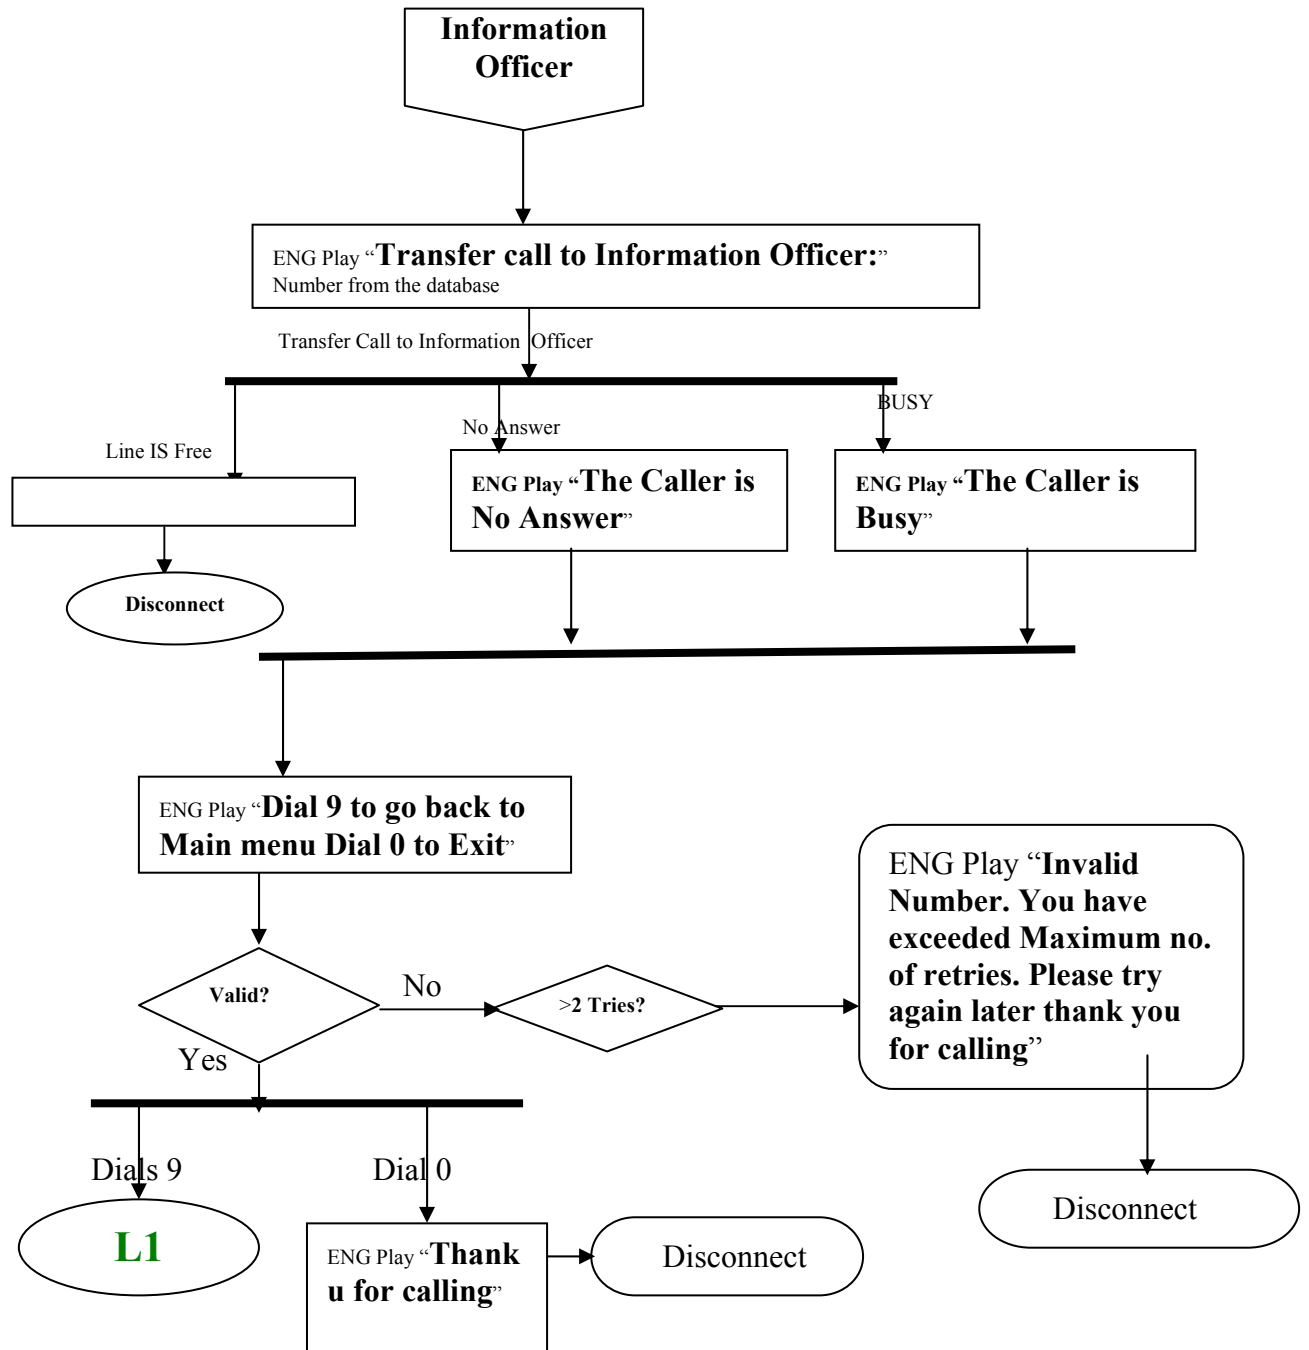 Information
Officer
ENG Play “Transfer call to Information Officer:”
Number from the database
Transfer Call to Information Officer
BUSY
No Answer
Line IS Free
ENG Play “The Caller is
No Answer”
ENG Play “The Caller is
Busy”
Disconnect
ENG Play “Dial 9 to go back to
Main menu Dial 0 to Exit”
ENG Play “Invalid
Number. You have
exceeded Maximum no.
of retries. Please try
again later thank you
for calling”
Valid?
No
>2 Tries?
Yes
Dials 9
Dial 0
Disconnect
L1
ENG Play “Thank
u for calling”
Disconnect